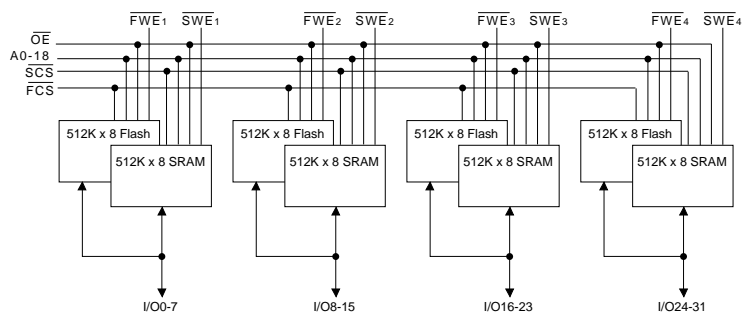 FWE1 SWE1 FWE2 SWE2 FWE3 SWE3 FWE4 SWE4
OE
A0-18
SCS
FCS
512K x 8 Flash 512K x 8 Flash 512K x 8 Flash 512K x 8 Flash
512K x 8 SRAM 512K x 8 SRAM 512K x 8 SRAM 512K x 8 SRAM
I/O0-7 I/O8-15 I/O16-23 I/O24-31